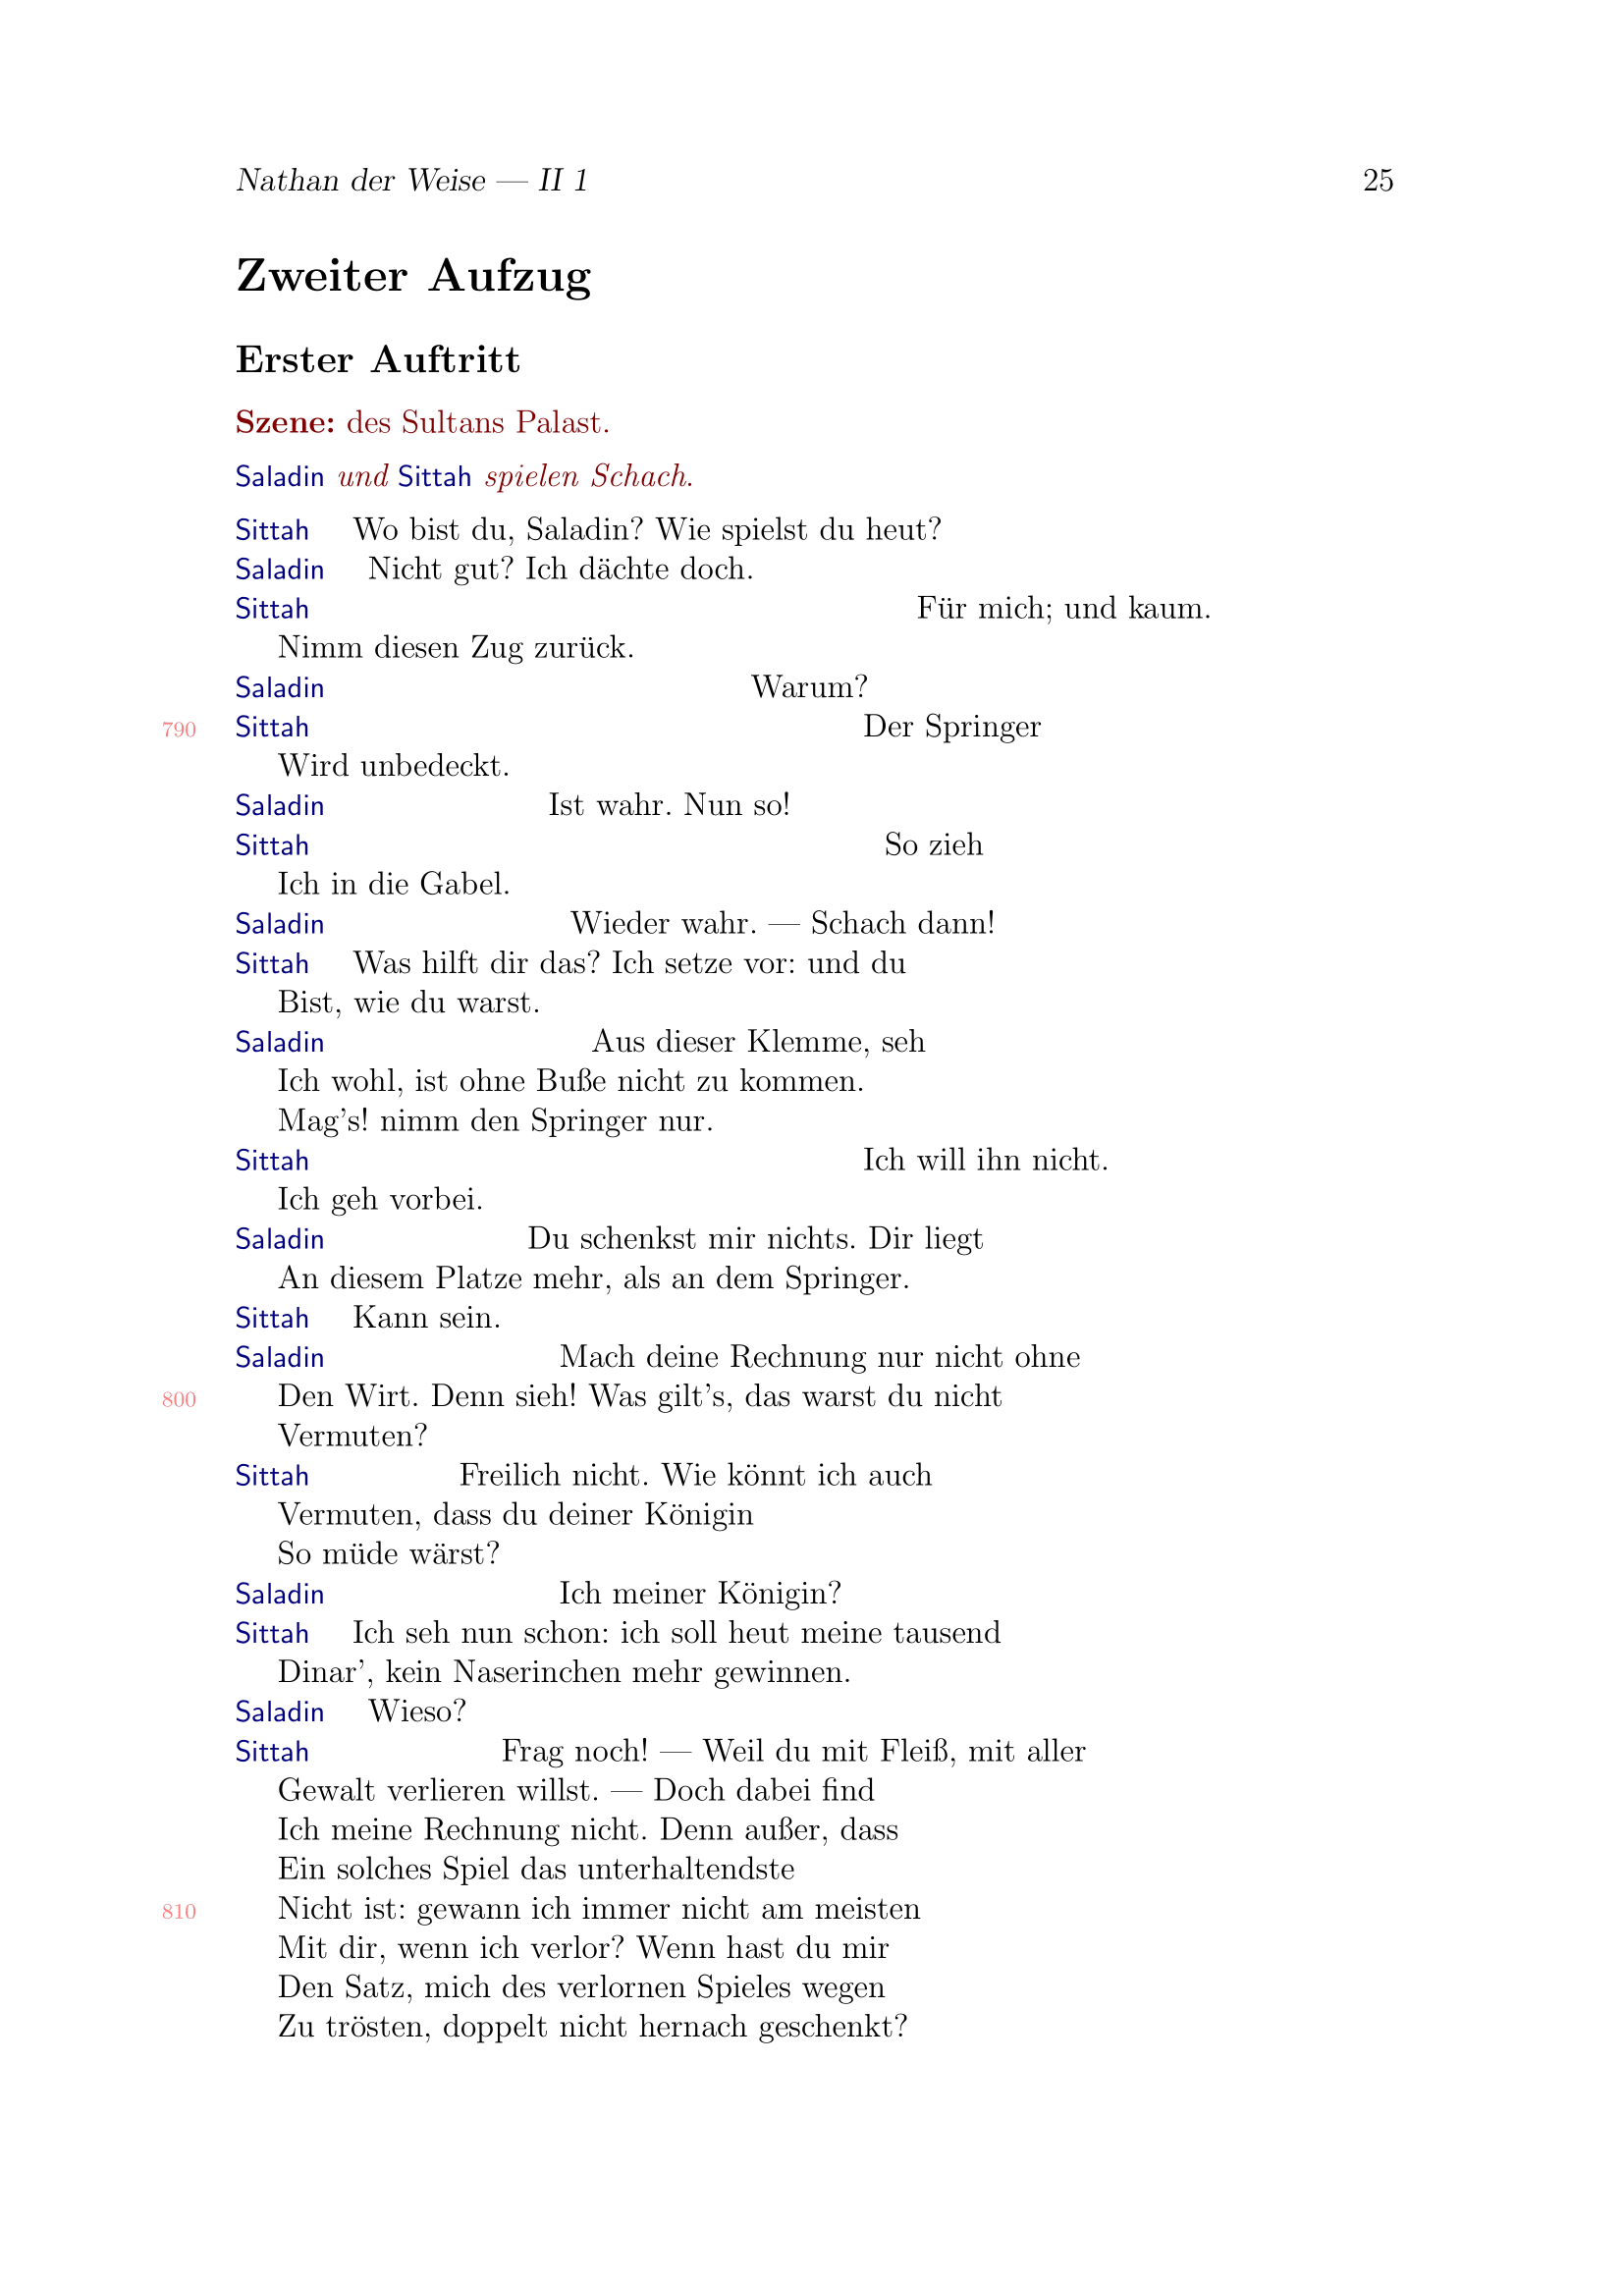 Nathan der Weise — II 1 25
Zweiter Aufzug
Erster Auftritt
Szene: des Sultans Palast.
Saladin und Sittah spielen Schach.
Sittah Wo bist du, Saladin? Wie spielst du heut?
Saladin Nicht gut? Ich dächte doch.
Sittah Für mich; und kaum.
Nimm diesen Zug zurück.
Saladin Warum?
790 Sittah Der Springer
Wird unbedeckt.
Saladin Ist wahr. Nun so!
Sittah So zieh
Ich in die Gabel.
Saladin Wieder wahr. — Schach dann!
Sittah Was hilft dir das? Ich setze vor: und du
Bist, wie du warst.
Saladin Aus dieser Klemme, seh
Ich wohl, ist ohne Buße nicht zu kommen.
Mag’s! nimm den Springer nur.
Sittah Ich will ihn nicht.
Ich geh vorbei.
Saladin Du schenkst mir nichts. Dir liegt
An diesem Platze mehr, als an dem Springer.
Sittah Kann sein.
Saladin Mach deine Rechnung nur nicht ohne
800 Den Wirt. Denn sieh! Was gilt’s, das warst du nicht
Vermuten?
Sittah Freilich nicht. Wie könnt ich auch
Vermuten, dass du deiner Königin
So müde wärst?
Saladin Ich meiner Königin?
Sittah Ich seh nun schon: ich soll heut meine tausend
Dinar’, kein Naserinchen mehr gewinnen.
Saladin Wieso?
Sittah Frag noch! — Weil du mit Fleiß, mit aller
Gewalt verlieren willst. — Doch dabei find
Ich meine Rechnung nicht. Denn außer, dass
Ein solches Spiel das unterhaltendste
810 Nicht ist: gewann ich immer nicht am meisten
Mit dir, wenn ich verlor? Wenn hast du mir
Den Satz, mich des verlornen Spieles wegen
Zu trösten, doppelt nicht hernach geschenkt?